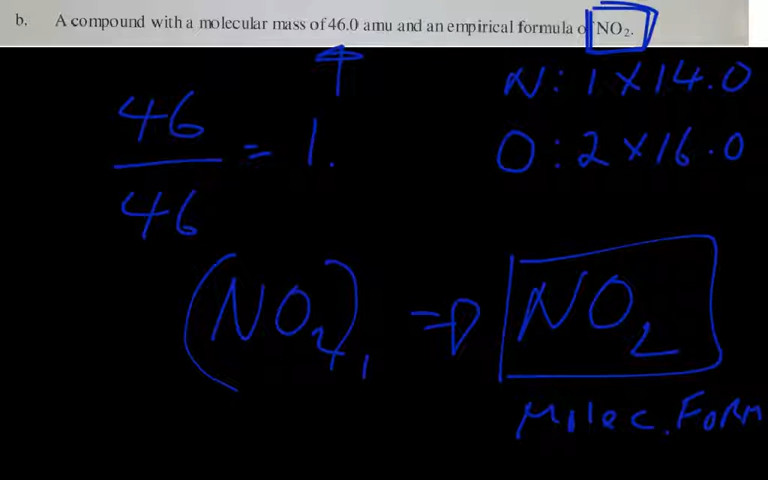 b. A compound with a molecular mass of 46.0 amu and an empirical formula of NO₂.
N: 1 × 14.0
O: 2 × 16.0
46
— = 1.
46
(NO₂)₁ ⇒ NO₂
Molec. Form